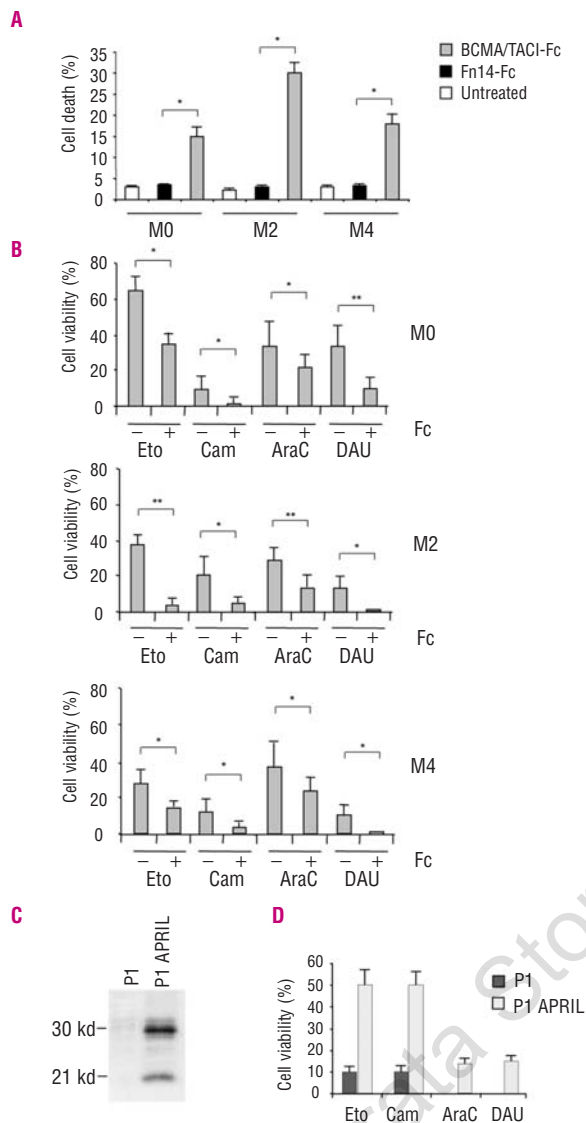 A
Cell death (%)
35
30
25
20
15
10
5
0
* * *
BCMA/TACI-Fc
Fn14-Fc
Untreated
M0 M2 M4
B
Cell viability (%)
80
60
40
20
0
* * * **
M0
− + − + − + − + Fc
Eto Cam AraC DAU
Cell viability (%)
80
60
40
20
0
** * ** *
M2
− + − + − + − + Fc
Eto Cam AraC DAU
Cell viability (%)
80
60
40
20
0
* * * *
M4
− + − + − + − + Fc
Eto Cam AraC DAU
C
P1
P1 APRIL
30 kd
21 kd
D
Cell viability (%)
60
50
40
30
20
10
0
P1
P1 APRIL
Eto Cam AraC DAU